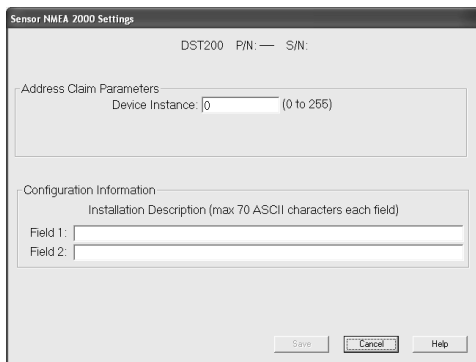 Sensor NMEA 2000 Settings
DST200 P/N: — S/N:
Address Claim Parameters
Device Instance: 0 (0 to 255)
Configuration Information
Installation Description (max 70 ASCII characters each field)
Field 1:
Field 2:
Save Cancel Help